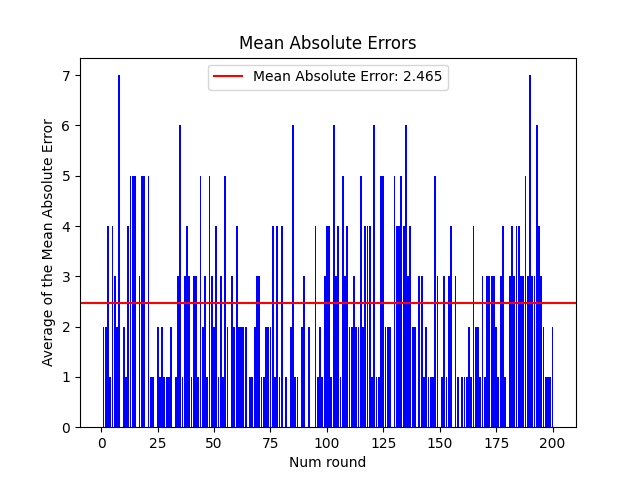 Mean Absolute Errors
Mean Absolute Error: 2.465
7
6
5
4
3
2
1
0
Average of the Mean Absolute Error
0 25 50 75 100 125 150 175 200
Num round